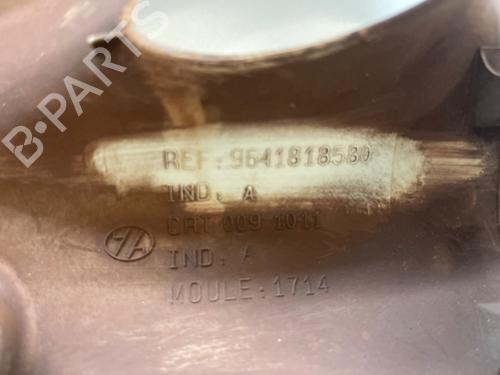 REF:9641818580
IND: A
CRT 009 1011
IND: A
MOULE:1714
B-PARTS